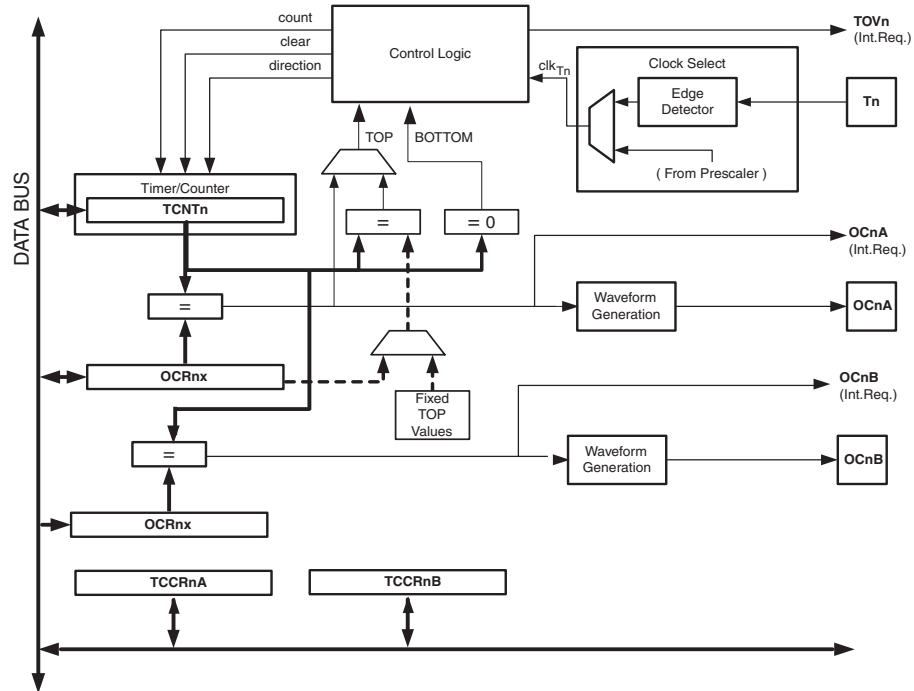 count
clear
direction
Control Logic
TOVn
(Int.Req.)
clkTn
Clock Select
Edge
Detector
Tn
( From Prescaler )
TOP
BOTTOM
Timer/Counter
TCNTn
=
= 0
DATA BUS
OCnA
(Int.Req.)
=
Waveform
Generation
OCnA
OCRnx
Fixed
TOP
Values
OCnB
(Int.Req.)
=
Waveform
Generation
OCnB
OCRnx
TCCRnA
TCCRnB